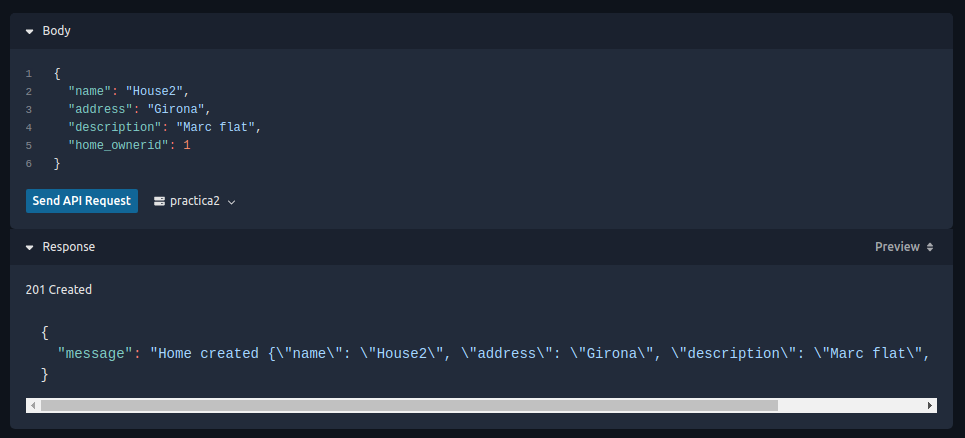 Body
1 {
2 "name": "House2",
3 "address": "Girona",
4 "description": "Marc flat",
5 "home_ownerid": 1
6 }
Send API Request practica2
Response Preview
201 Created
{
"message": "Home created {\"name\": \"House2\", \"address\": \"Girona\", \"description\": \"Marc flat\",
}